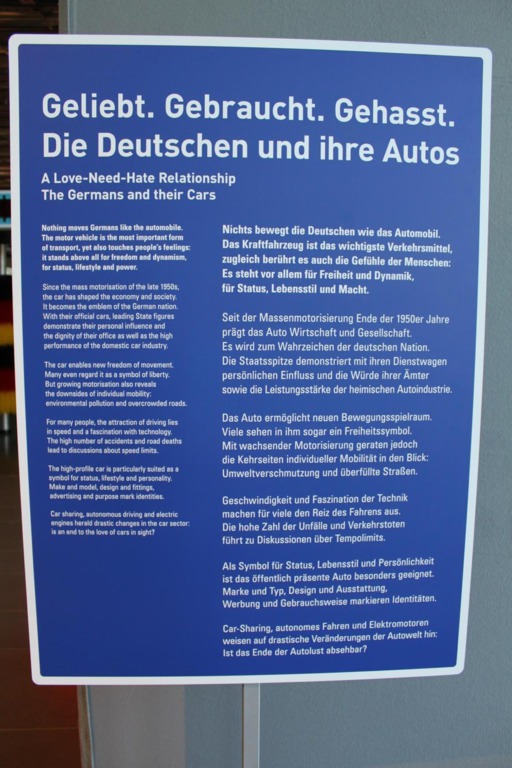 Geliebt. Gebraucht. Gehasst.
Die Deutschen und ihre Autos
A Love-Need-Hate Relationship
The Germans and their Cars
Nothing moves Germans like the automobile.
The motor vehicle is the most important form
of transport, yet also touches people's feelings:
it stands above all for freedom and dynamism,
for status, lifestyle and power.
Since the mass motorisation of the late 1950s,
the car has shaped the economy and society.
It becomes the emblem of the German nation.
With their official cars, leading State figures
demonstrate their personal influence and
the dignity of their office as well as the high
performance of the domestic car industry.
The car enables new freedom of movement.
Many even regard it as a symbol of liberty.
But growing motorisation also reveals
the downsides of individual mobility:
environmental pollution and overcrowded roads.
For many people, the attraction of driving lies
in speed and a fascination with technology.
The high number of accidents and road deaths
lead to discussions about speed limits.
The high-profile car is particularly suited as a
symbol for status, lifestyle and personality.
Make and model, design and fittings,
advertising and purpose mark identities.
Car sharing, autonomous driving and electric
engines herald drastic changes in the car sector:
is an end to the love of cars in sight?
Nichts bewegt die Deutschen wie das Automobil.
Das Kraftfahrzeug ist das wichtigste Verkehrsmittel,
zugleich berührt es auch die Gefühle der Menschen:
Es steht vor allem für Freiheit und Dynamik,
für Status, Lebensstil und Macht.
Seit der Massenmotorisierung Ende der 1950er Jahre
prägt das Auto Wirtschaft und Gesellschaft.
Es wird zum Wahrzeichen der deutschen Nation.
Die Staatsspitze demonstriert mit ihren Dienstwagen
persönlichen Einfluss und die Würde ihrer Ämter
sowie die Leistungsstärke der heimischen Autoindustrie.
Das Auto ermöglicht neuen Bewegungsspielraum.
Viele sehen in ihm sogar ein Freiheitssymbol.
Mit wachsender Motorisierung geraten jedoch
die Kehrseiten individueller Mobilität in den Blick:
Umweltverschmutzung und überfüllte Straßen.
Geschwindigkeit und Faszination der Technik
machen für viele den Reiz des Fahrens aus.
Die hohe Zahl der Unfälle und Verkehrstoten
führt zu Diskussionen über Tempolimits.
Als Symbol für Status, Lebensstil und Persönlichkeit
ist das öffentlich präsente Auto besonders geeignet.
Marke und Typ, Design und Ausstattung,
Werbung und Gebrauchsweise markieren Identitäten.
Car-Sharing, autonomes Fahren und Elektromotoren
weisen auf drastische Veränderungen der Autowelt hin:
Ist das Ende der Autolust absehbar?